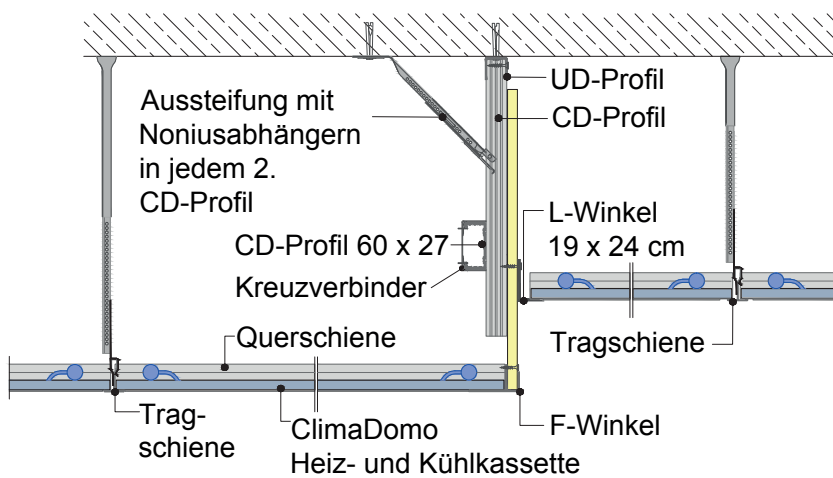 Aussteifung mit
Noniusabhängern
in jedem 2.
CD-Profil
UD-Profil
CD-Profil
CD-Profil 60 x 27
Kreuzverbinder
L-Winkel
19 x 24 cm
Querschiene
Tragschiene
Trag-
schiene
ClimaDomo
Heiz- und Kühlkassette
F-Winkel